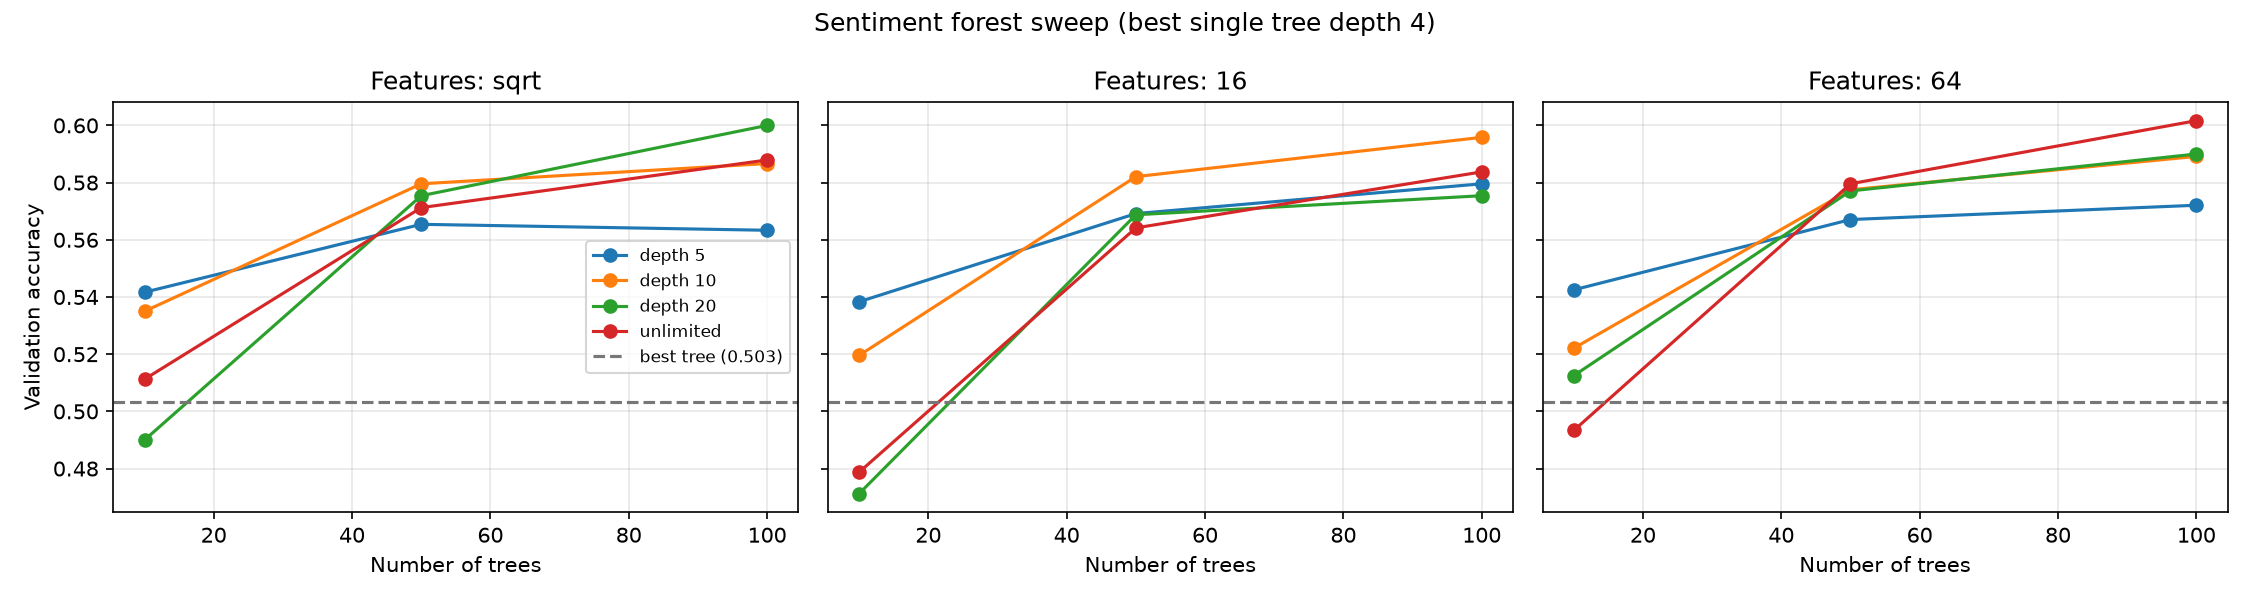 Sentiment forest sweep (best single tree depth 4)
Features: sqrt
Validation accuracy
0.60
0.58
0.56
0.54
0.52
0.50
0.48
depth 5
depth 10
depth 20
unlimited
best tree (0.503)
20 40 60 80 100
Number of trees
Features: 16
20 40 60 80 100
Number of trees
Features: 64
20 40 60 80 100
Number of trees